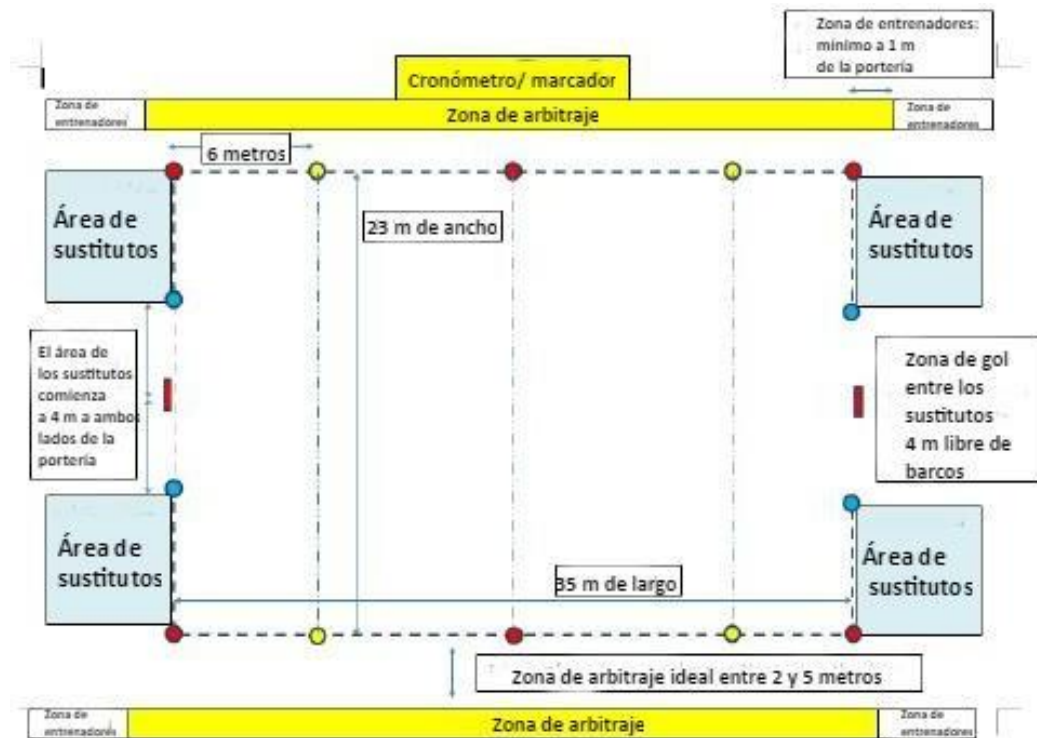 Zona de entrenadores:
mínimo a 1 m
de la portería
Cronómetro/ marcador
Zona de
entrenadores
Zona de arbitraje
Zona de
entrenadores
6 metros
Área de
sustitutos
23 m de ancho
Área de
sustitutos
El área de
los sustitutos
comienza
a 4 m a ambos
lados de la
portería
Zona de gol
entre los
sustitutos
4 m libre de
barcos
Área de
sustitutos
35 m de largo
Área de
sustitutos
Zona de arbitraje ideal entre 2 y 5 metros
Zona de
entrenadores
Zona de arbitraje
Zona de
entrenadores